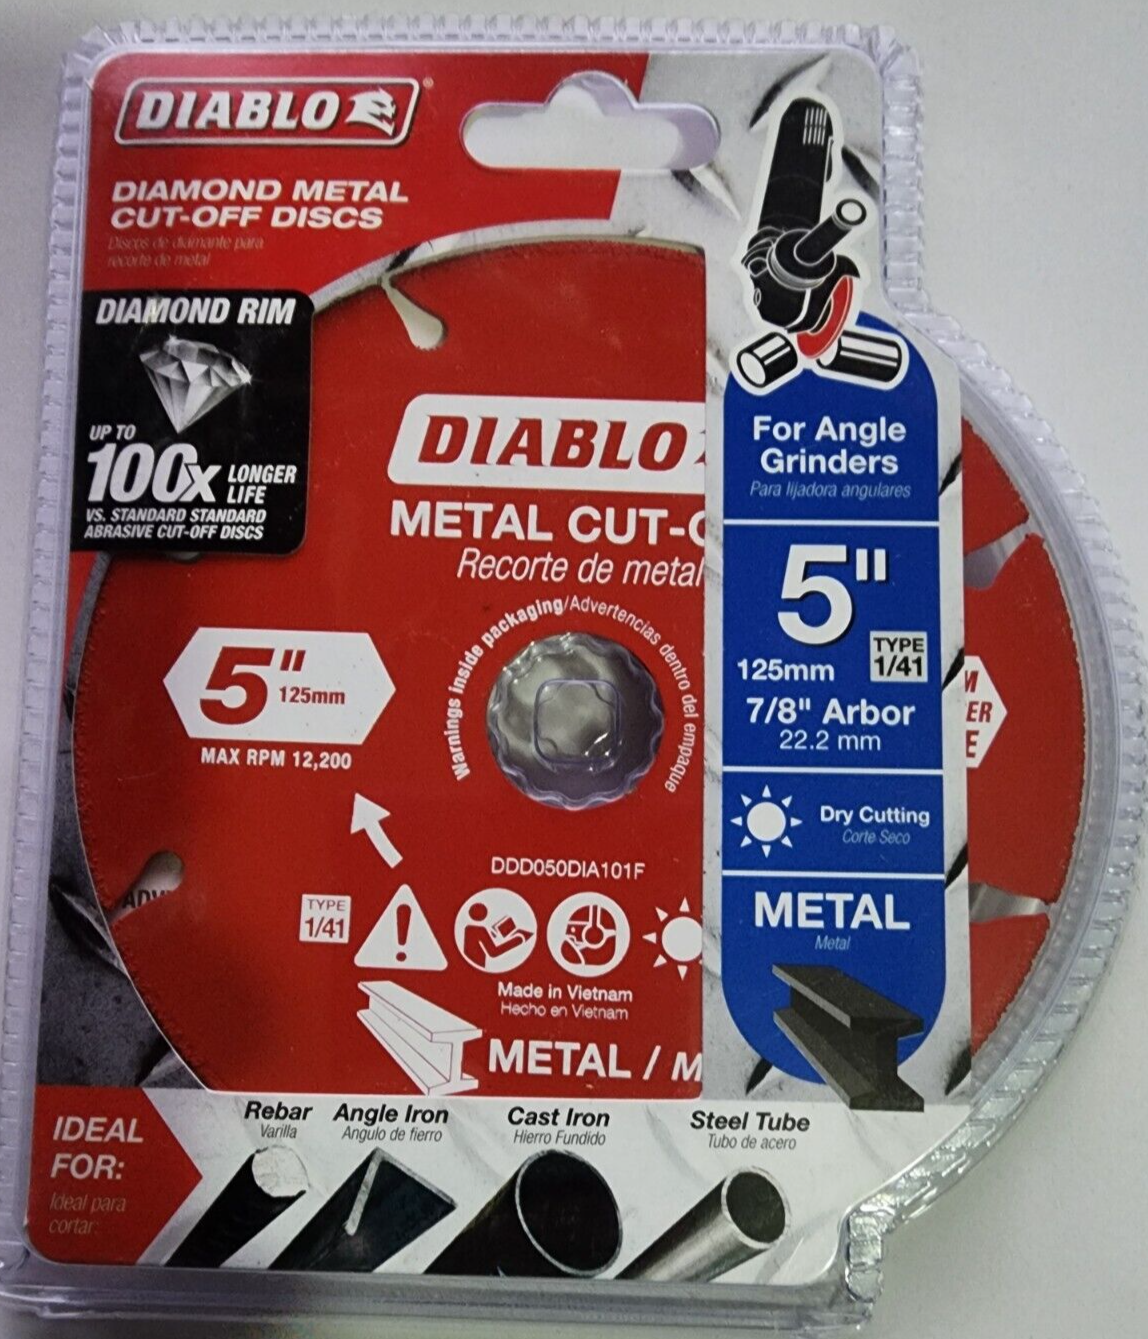 DIABLO
DIAMOND METAL
CUT-OFF DISCS
Discos de diamante para
recorte de metal
DIAMOND RIM
UP TO
100x LONGER
LIFE
VS. STANDARD STANDARD
ABRASIVE CUT-OFF DISCS
DIABLO
METAL CUT-
Recorte de metal
Warnings inside packaging/Advertencias dentro del empaque
5"
125mm
MAX RPM 12,200
DDD050DIA101F
TYPE
1/41
Made in Vietnam
Hecho en Vietnam
METAL / M
For Angle
Grinders
Para lijadora angulares
5"
TYPE
1/41
125mm
7/8" Arbor
22.2 mm
Dry Cutting
Corte Seco
METAL
Metal
M
ER
E
IDEAL
FOR:
Ideal para
cortar:
Rebar
Varilla
Angle Iron
Angulo de fierro
Cast Iron
Hierro Fundido
Steel Tube
Tubo de acero